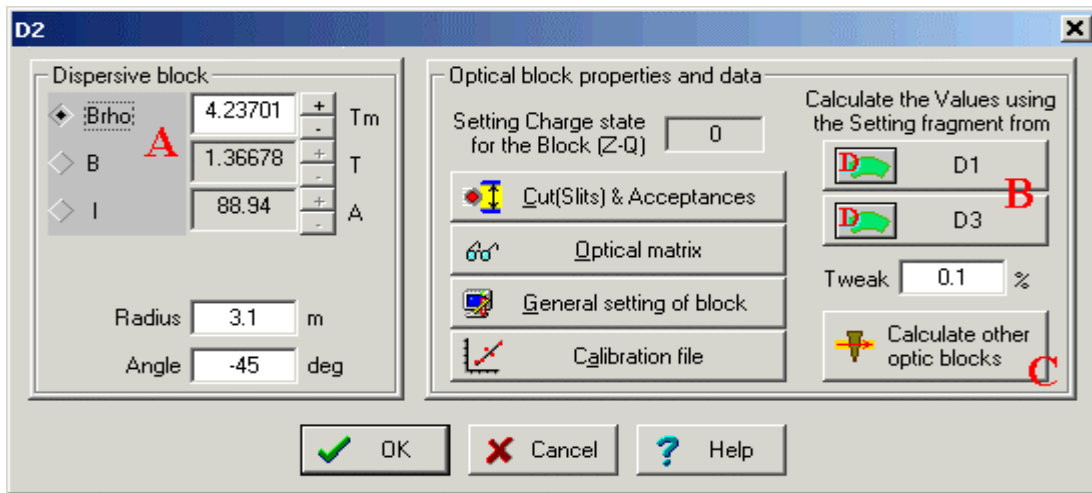 D2
Dispersive block
Brho
4.23701
+
-
Tm
A
B
1.36678
+
-
T
I
88.94
+
-
A
Radius
3.1
m
Angle
-45
deg
Optical block properties and data
Setting Charge state
for the Block (Z-Q)
0
Cut(Slits) & Acceptances
Optical matrix
General setting of block
Calibration file
Calculate the Values using
the Setting fragment from
D
D1
B
D
D3
Tweak
0.1
%
Calculate other
optic blocks
C
OK
Cancel
? Help